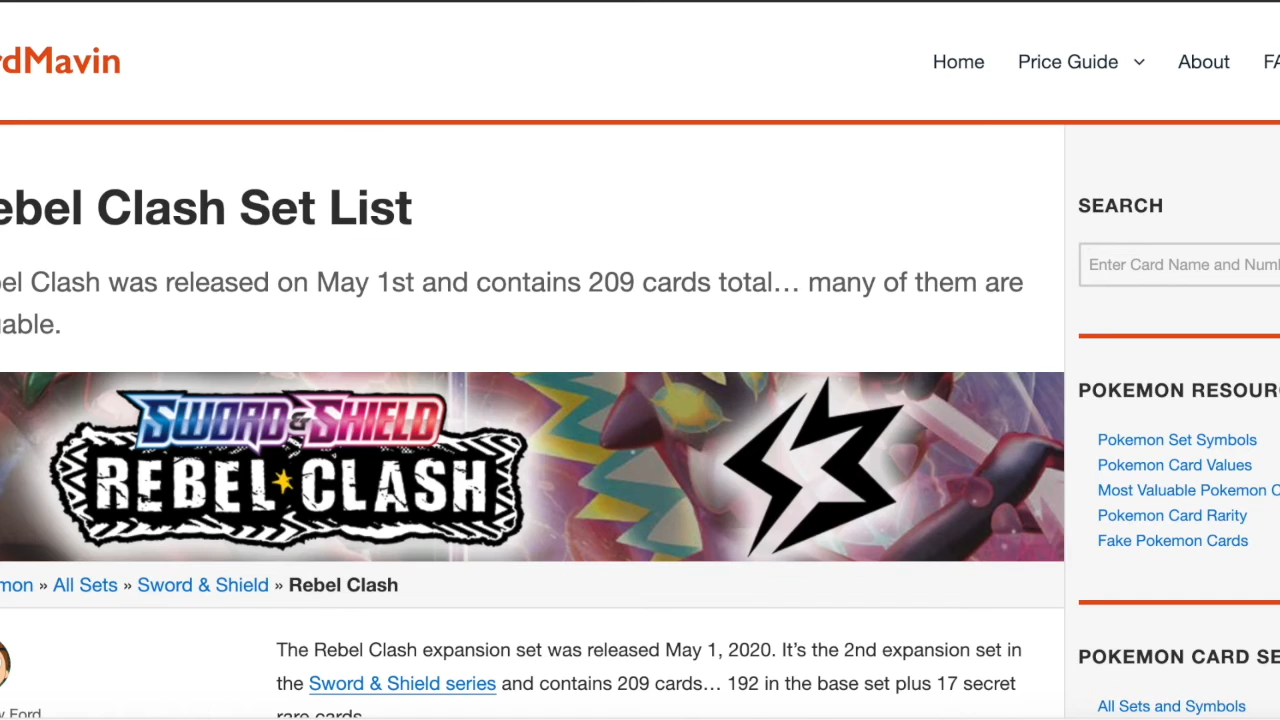 rdMavin
Home Price Guide About FA
ebel Clash Set List
el Clash was released on May 1st and contains 209 cards total… many of them are
able.
SWORD & SHIELD
REBEL CLASH
mon » All Sets » Sword & Shield » Rebel Clash
The Rebel Clash expansion set was released May 1, 2020. It's the 2nd expansion set in
the Sword & Shield series and contains 209 cards… 192 in the base set plus 17 secret
rare cards
w Ford
SEARCH
Enter Card Name and Numb
POKEMON RESOUR
Pokemon Set Symbols
Pokemon Card Values
Most Valuable Pokemon C
Pokemon Card Rarity
Fake Pokemon Cards
POKEMON CARD SE
All Sets and Symbols